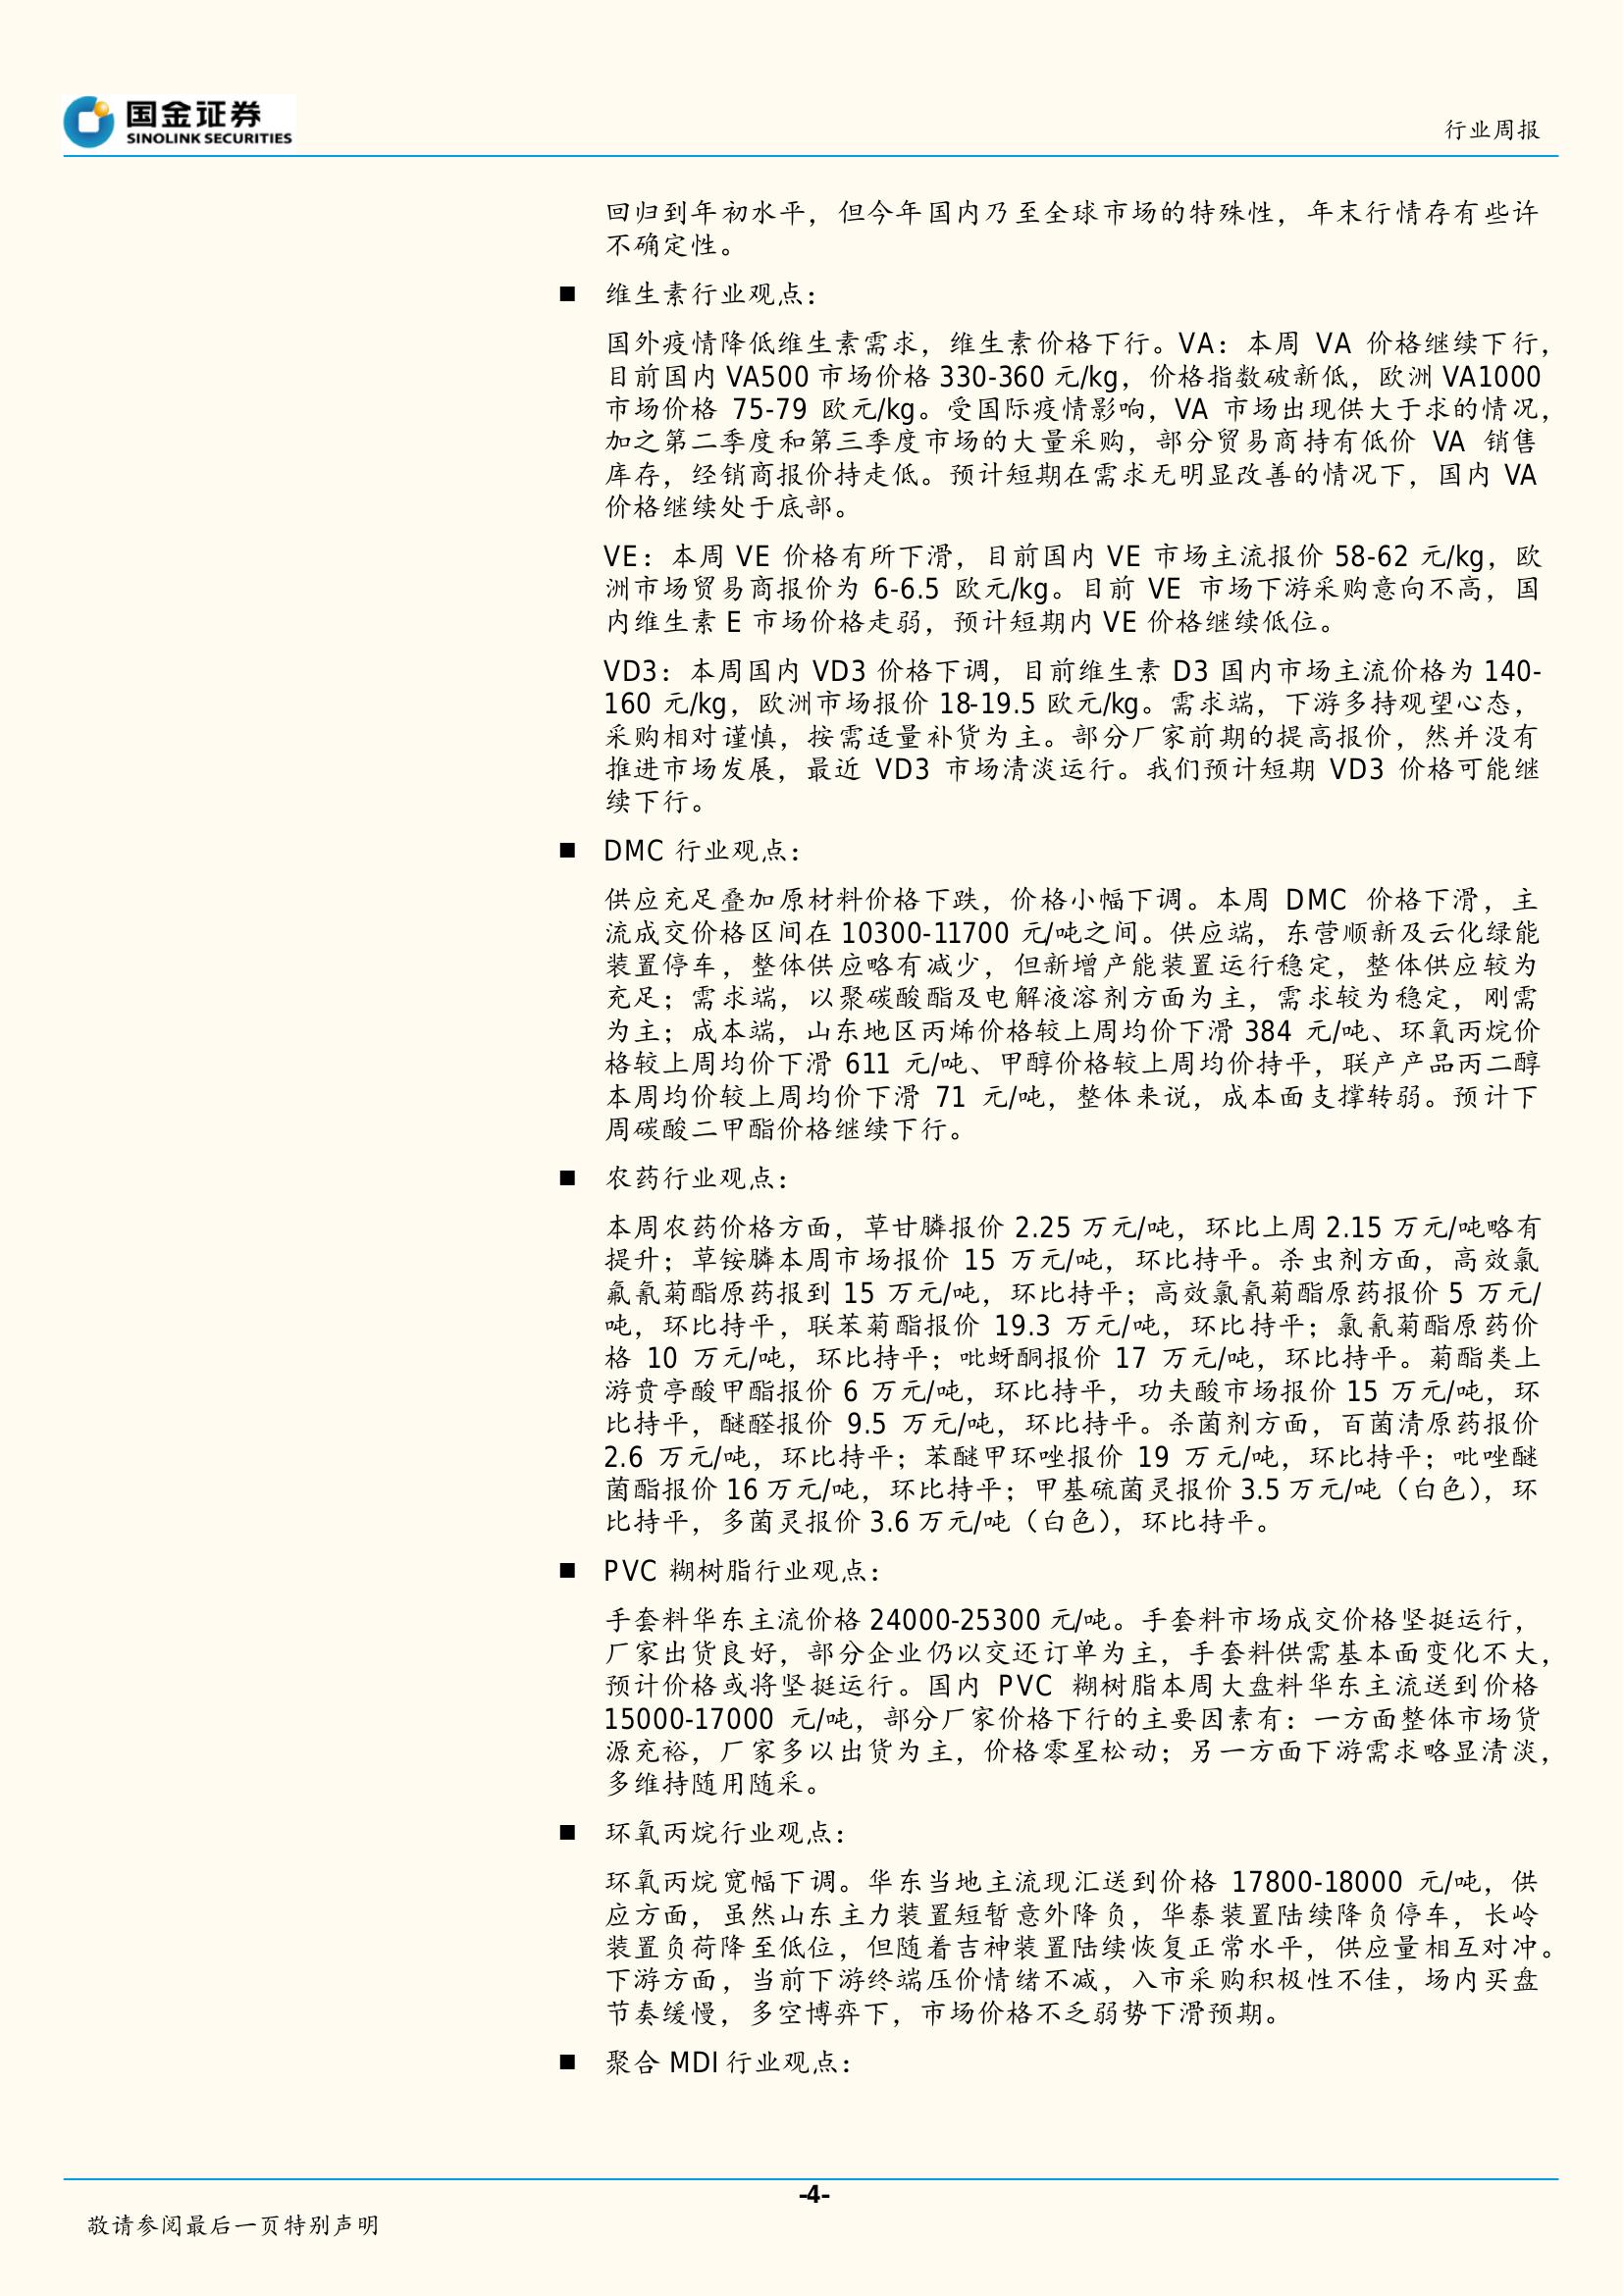 国金证券
SINOLINK SECURITIES
行业周报
回归到年初水平，但今年国内乃至全球市场的特殊性，年末行情存有些许
不确定性。
■ 维生素行业观点：
国外疫情降低维生素需求，维生素价格下行。VA：本周 VA 价格继续下行，
目前国内 VA500 市场价格 330-360 元/kg，价格指数破新低，欧洲 VA1000
市场价格 75-79 欧元/kg。受国际疫情影响，VA 市场出现供大于求的情况，
加之第二季度和第三季度市场的大量采购，部分贸易商持有低价 VA 销售
库存，经销商报价持走低。预计短期在需求无明显改善的情况下，国内 VA
价格继续处于底部。
VE：本周 VE 价格有所下滑，目前国内 VE 市场主流报价 58-62 元/kg，欧
洲市场贸易商报价为 6-6.5 欧元/kg。目前 VE 市场下游采购意向不高，国
内维生素 E 市场价格走弱，预计短期内 VE 价格继续低位。
VD3：本周国内 VD3 价格下调，目前维生素 D3 国内市场主流价格为 140-
160 元/kg，欧洲市场报价 18-19.5 欧元/kg。需求端，下游多持观望心态，
采购相对谨慎，按需适量补货为主。部分厂家前期的提高报价，然并没有
推进市场发展，最近 VD3 市场清淡运行。我们预计短期 VD3 价格可能继
续下行。
■ DMC 行业观点：
供应充足叠加原材料价格下跌，价格小幅下调。本周 DMC 价格下滑，主
流成交价格区间在 10300-11700 元/吨之间。供应端，东营顺新及云化绿能
装置停车，整体供应略有减少，但新增产能装置运行稳定，整体供应较为
充足；需求端，以聚碳酸酯及电解液溶剂方面为主，需求较为稳定，刚需
为主；成本端，山东地区丙烯价格较上周均价下滑 384 元/吨、环氧丙烷价
格较上周均价下滑 611 元/吨、甲醇价格较上周均价持平，联产产品丙二醇
本周均价较上周均价下滑 71 元/吨，整体来说，成本面支撑转弱。预计下
周碳酸二甲酯价格继续下行。
■ 农药行业观点：
本周农药价格方面，草甘膦报价 2.25 万元/吨，环比上周 2.15 万元/吨略有
提升；草铵膦本周市场报价 15 万元/吨，环比持平。杀虫剂方面，高效氯
氟氰菊酯原药报到 15 万元/吨，环比持平；高效氯氰菊酯原药报价 5 万元/
吨，环比持平，联苯菊酯报价 19.3 万元/吨，环比持平；氯氰菊酯原药价
格 10 万元/吨，环比持平；吡蚜酮报价 17 万元/吨，环比持平。菊酯类上
游贲亭酸甲酯报价 6 万元/吨，环比持平，功夫酸市场报价 15 万元/吨，环
比持平，醚醛报价 9.5 万元/吨，环比持平。杀菌剂方面，百菌清原药报价
2.6 万元/吨，环比持平；苯醚甲环唑报价 19 万元/吨，环比持平；吡唑醚
菌酯报价 16 万元/吨，环比持平；甲基硫菌灵报价 3.5 万元/吨（白色），环
比持平，多菌灵报价 3.6 万元/吨（白色），环比持平。
■ PVC 糊树脂行业观点：
手套料华东主流价格 24000-25300 元/吨。手套料市场成交价格坚挺运行，
厂家出货良好，部分企业仍以交还订单为主，手套料供需基本面变化不大，
预计价格或将坚挺运行。国内 PVC 糊树脂本周大盘料华东主流送到价格
15000-17000 元/吨，部分厂家价格下行的主要因素有：一方面整体市场货
源充裕，厂家多以出货为主，价格零星松动；另一方面下游需求略显清淡，
多维持随用随采。
■ 环氧丙烷行业观点：
环氧丙烷宽幅下调。华东当地主流现汇送到价格 17800-18000 元/吨，供
应方面，虽然山东主力装置短暂意外降负，华泰装置陆续降负停车，长岭
装置负荷降至低位，但随着吉神装置陆续恢复正常水平，供应量相互对冲。
下游方面，当前下游终端压价情绪不减，入市采购积极性不佳，场内买盘
节奏缓慢，多空博弈下，市场价格不乏弱势下滑预期。
■ 聚合 MDI 行业观点：
-4-
敬请参阅最后一页特别声明